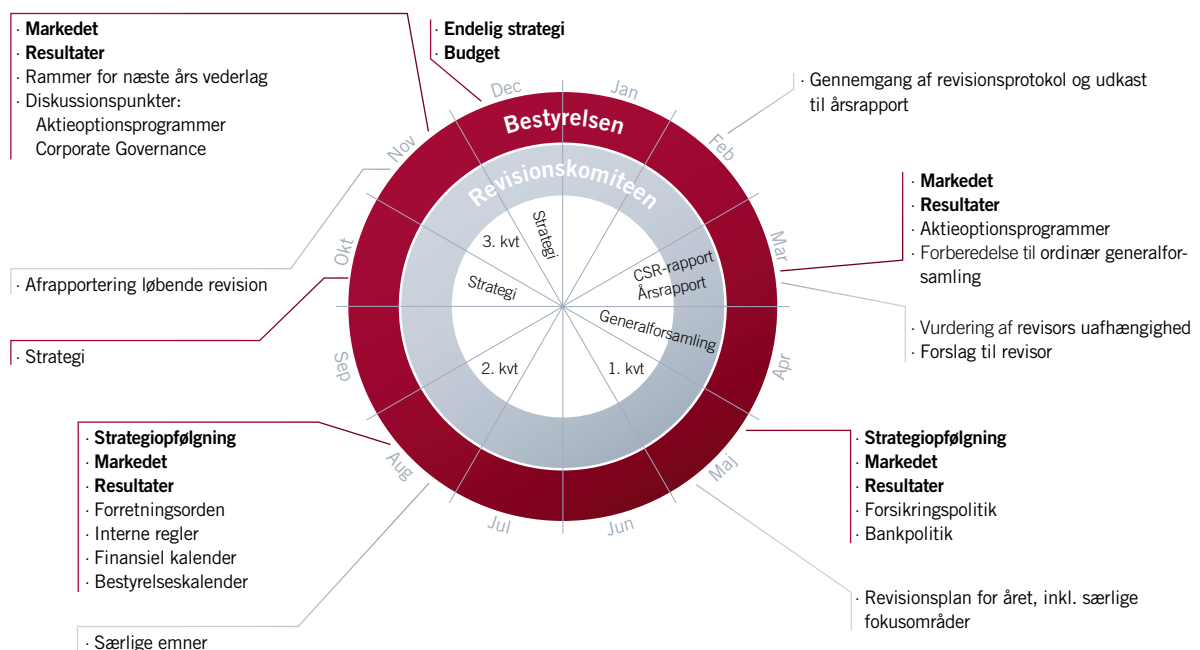 · Markedet
· Resultater
· Rammer for næste års vederlag
· Diskussionspunkter:
Aktieoptionsprogrammer
Corporate Governance
· Endelig strategi
· Budget
· Gennemgang af revisionsprotokol og udkast
til årsrapport
· Markedet
· Resultater
· Aktieoptionsprogrammer
· Forberedelse til ordinær generalfor-
samling
· Vurdering af revisors uafhængighed
· Forslag til revisor
· Strategiopfølgning
· Markedet
· Resultater
· Forsikringspolitik
· Bankpolitik
· Revisionsplan for året, inkl. særlige
fokusområder
· Særlige emner
· Strategiopfølgning
· Markedet
· Resultater
· Forretningsorden
· Interne regler
· Finansiel kalender
· Bestyrelseskalender
· Strategi
· Afrapportering løbende revision
Jan
Feb
Mar
Apr
Maj
Jun
Jul
Aug
Sep
Okt
Nov
Dec
Bestyrelsen
Revisionskomiteen
CSR-rapport
Årsrapport
Generalforsamling
1. kvt
2. kvt
Strategi
3. kvt
Strategi